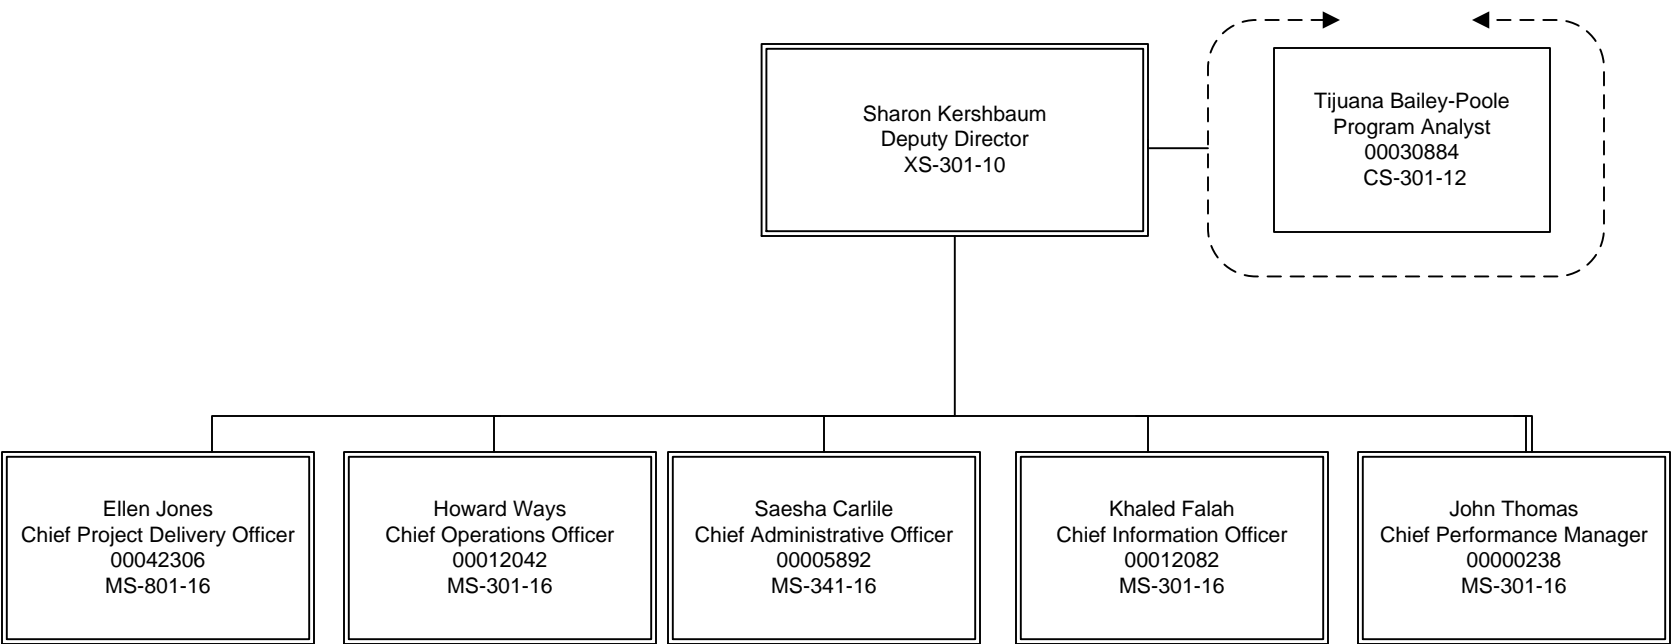 Sharon Kershbaum
Deputy Director
XS-301-10
Tijuana Bailey-Poole
Program Analyst
00030884
CS-301-12
Ellen Jones
Chief Project Delivery Officer
00042306
MS-801-16
Howard Ways
Chief Operations Officer
00012042
MS-301-16
Saesha Carlile
Chief Administrative Officer
00005892
MS-341-16
Khaled Falah
Chief Information Officer
00012082
MS-301-16
John Thomas
Chief Performance Manager
00000238
MS-301-16